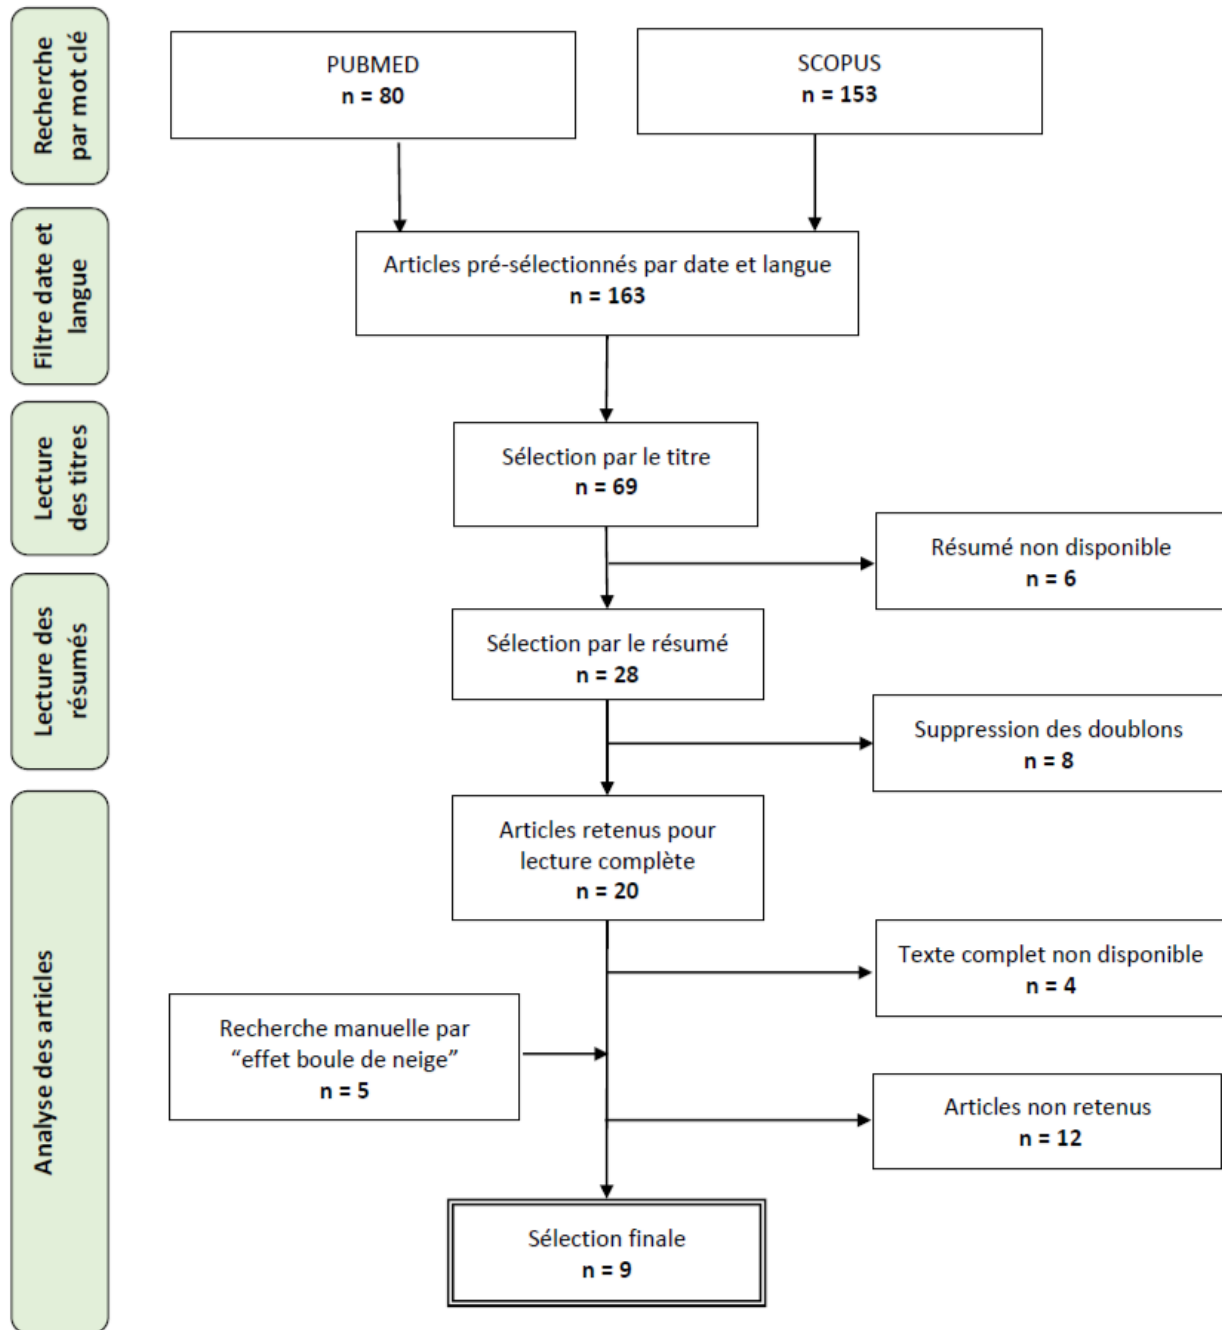 Recherche
par mot clé
PUBMED
n = 80
SCOPUS
n = 153
Filtre date et
langue
Articles pré-sélectionnés par date et langue
n = 163
Lecture
des titres
Sélection par le titre
n = 69
Résumé non disponible
n = 6
Lecture des
résumés
Sélection par le résumé
n = 28
Suppression des doublons
n = 8
Analyse des articles
Articles retenus pour
lecture complète
n = 20
Texte complet non disponible
n = 4
Recherche manuelle par
“effet boule de neige”
n = 5
Articles non retenus
n = 12
Sélection finale
n = 9